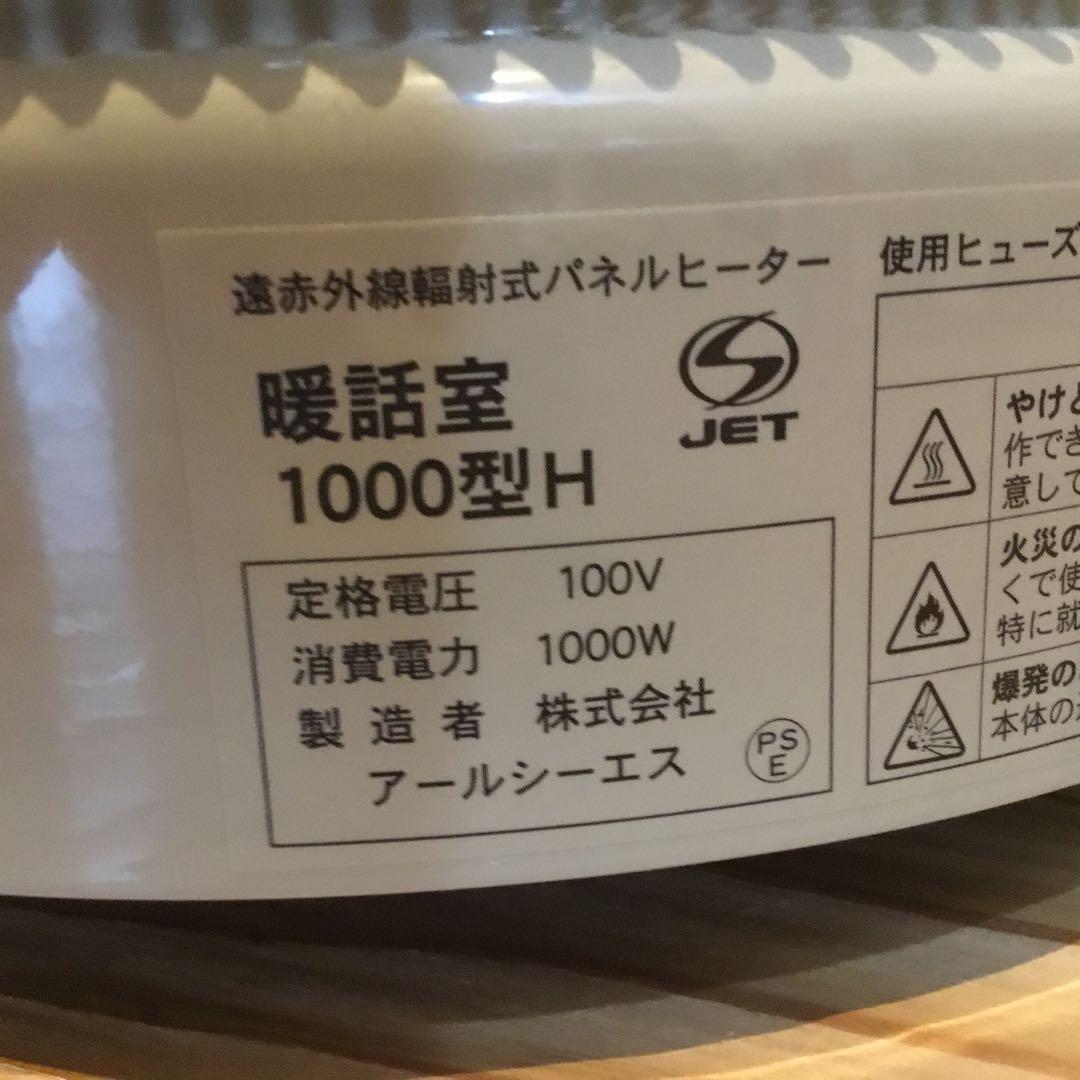 遠赤外線輻射式パネルヒーター
暖話室
1000型H
JET
定格電圧 100V
消費電力 1000W
製造者 株式会社
アールシーエス
PS
E
使用ヒューズ
やけど
作でき
意して
火災の
くで使
特に就
爆発の
本体の